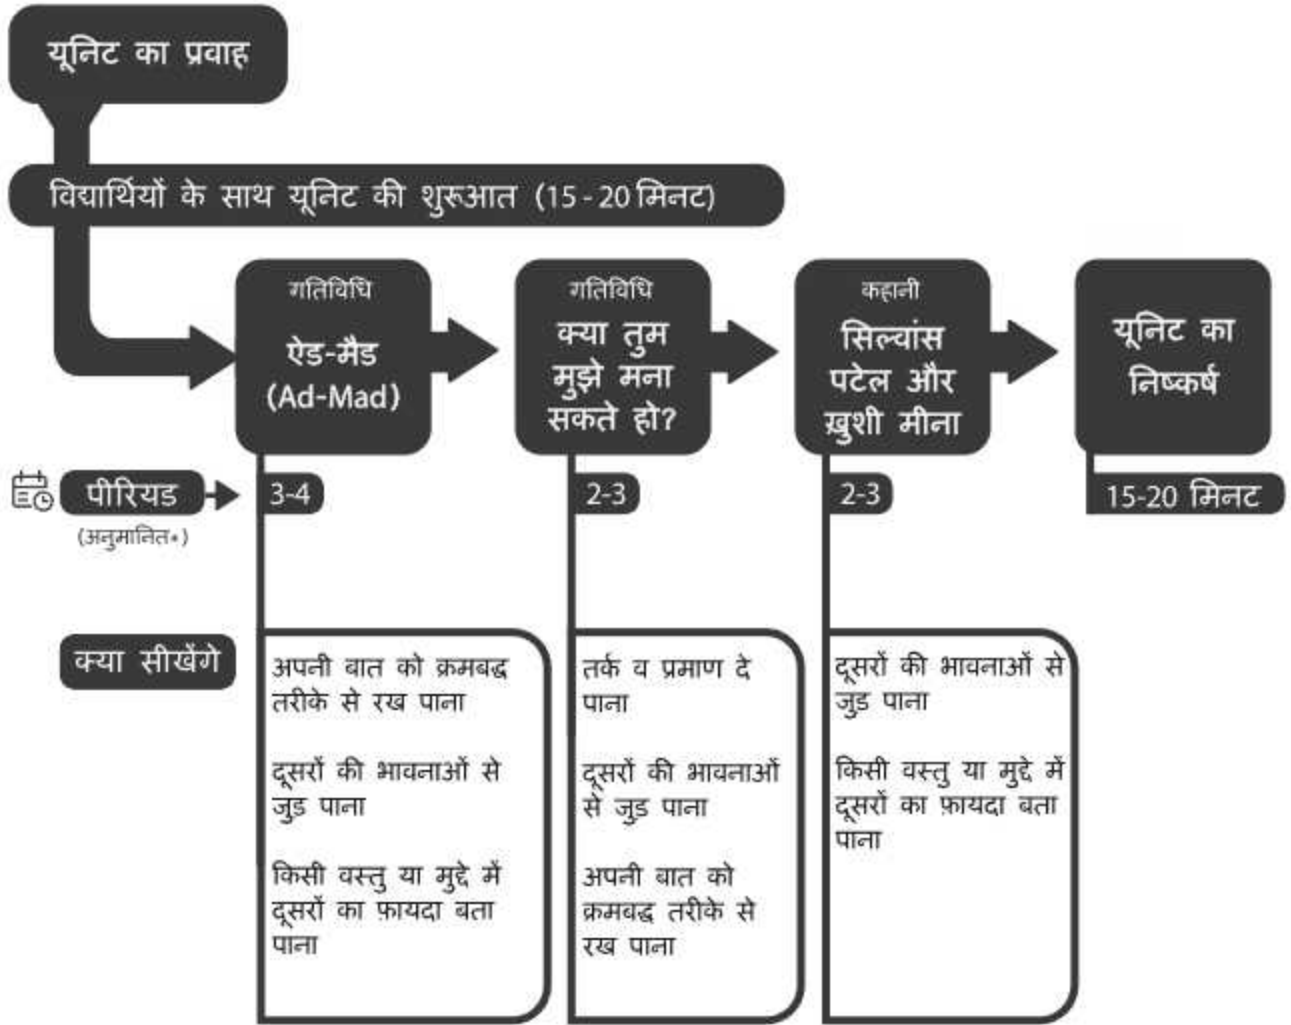 यूनिट का प्रवाह
विद्यार्थियों के साथ यूनिट की शुरूआत (15 - 20 मिनट)
गतिविधि
ऐड-मैड
(Ad-Mad)
गतिविधि
क्या तुम
मुझे मना
सकते हो?
कहानी
सिल्वांस
पटेल और
ख़ुशी मीना
यूनिट का
निष्कर्ष
पीरियड
(अनुमानित*)
3-4
2-3
2-3
15-20 मिनट
क्या सीखेंगे
अपनी बात को क्रमबद्ध
तरीके से रख पाना
दूसरों की भावनाओं से
जुड पाना
किसी वस्तु या मुद्दे में
दूसरों का फ़ायदा बता
पाना
तर्क व प्रमाण दे
पाना
दूसरों की भावनाओं
से जुड पाना
अपनी बात को
क्रमबद्ध तरीके से
रख पाना
दूसरों की भावनाओं से
जुड पाना
किसी वस्तु या मुद्दे में
दूसरों का फ़ायदा बता
पाना